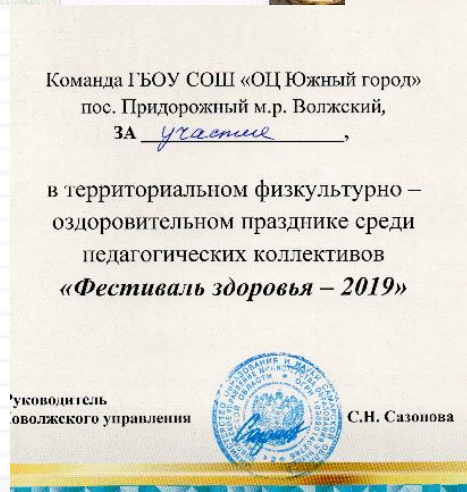 Команда ГБОУ СОШ «ОЦ Южный город»
пос. Придорожный м.р. Волжский,
ЗА участие,
в территориальном физкультурно –
оздоровительном празднике среди
педагогических коллективов
«Фестиваль здоровья – 2019»
уководитель
оволжского управления С.Н. Сазонова